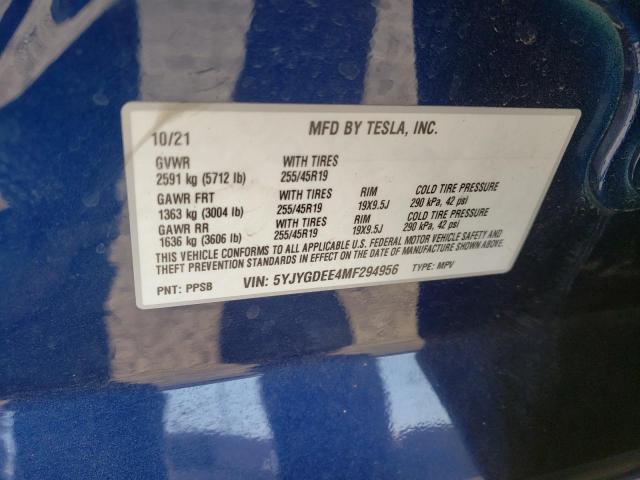 10/21 MFD BY TESLA, INC.
GVWR WITH TIRES
2591 kg (5712 lb) 255/45R19
GAWR FRT WITH TIRES RIM COLD TIRE PRESSURE
1363 kg (3004 lb) 255/45R19 19X9.5J 290 kPa, 42 psi
GAWR RR WITH TIRES RIM COLD TIRE PRESSURE
1636 kg (3606 lb) 255/45R19 19X9.5J 290 kPa, 42 psi
THIS VEHICLE CONFORMS TO ALL APPLICABLE U.S. FEDERAL MOTOR VEHICLE SAFETY AND
THEFT PREVENTION STANDARDS IN EFFECT ON THE DATE OF MANUFACTURE SHOWN ABOVE.
PNT: PPSB VIN: 5YJYGDEE4MF294956 TYPE: MPV